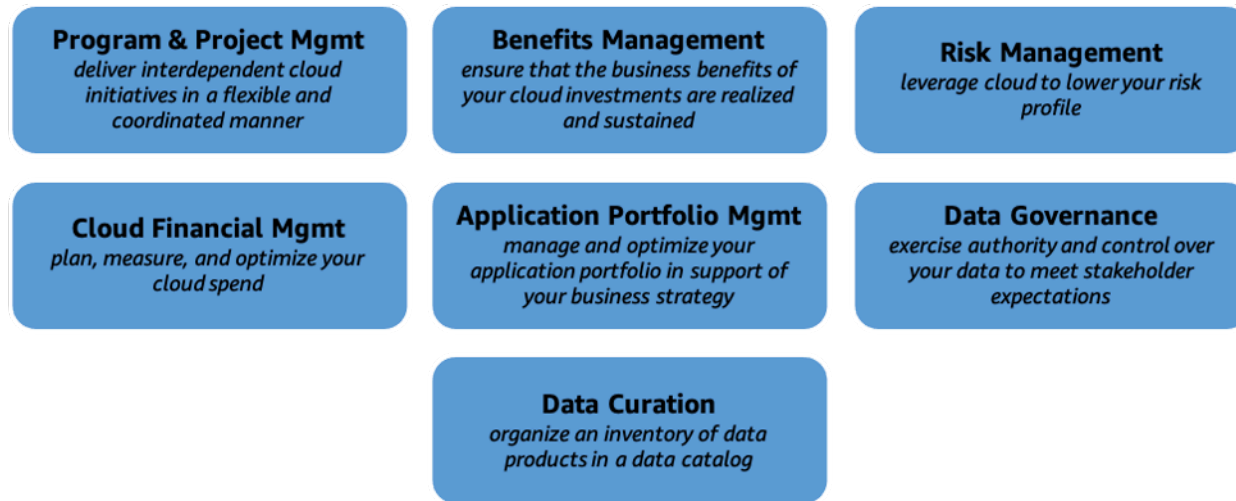 Program & Project Mgmt
deliver interdependent cloud
initiatives in a flexible and
coordinated manner
Benefits Management
ensure that the business benefits of
your cloud investments are realized
and sustained
Risk Management
leverage cloud to lower your risk
profile
Cloud Financial Mgmt
plan, measure, and optimize your
cloud spend
Application Portfolio Mgmt
manage and optimize your
application portfolio in support of
your business strategy
Data Governance
exercise authority and control over
your data to meet stakeholder
expectations
Data Curation
organize an inventory of data
products in a data catalog